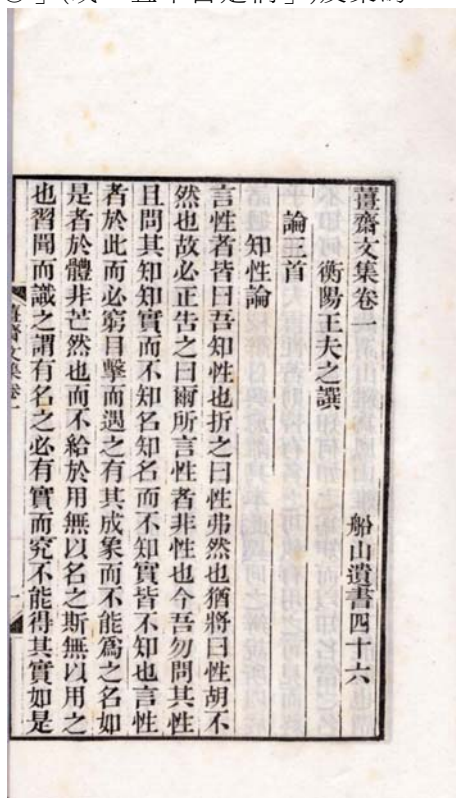 薑齋文集卷一 船山遺書四十六
衡陽王夫之譔
論三首
知性論
言性者皆曰吾知性也折之曰性弗然也猶將曰性胡不
然也故必正告之曰爾所言性者非性也今吾勿問其性
且問其知知實而不知名知名而不知實皆不知也言性
者於此而必窮目擊而遇之有其成象而不能爲之名如
是者於體非芒然也而不給於用無以名之斯無以用之
也習聞而識之謂有名之必有實而究不能得其實如是
齋文集卷一
一